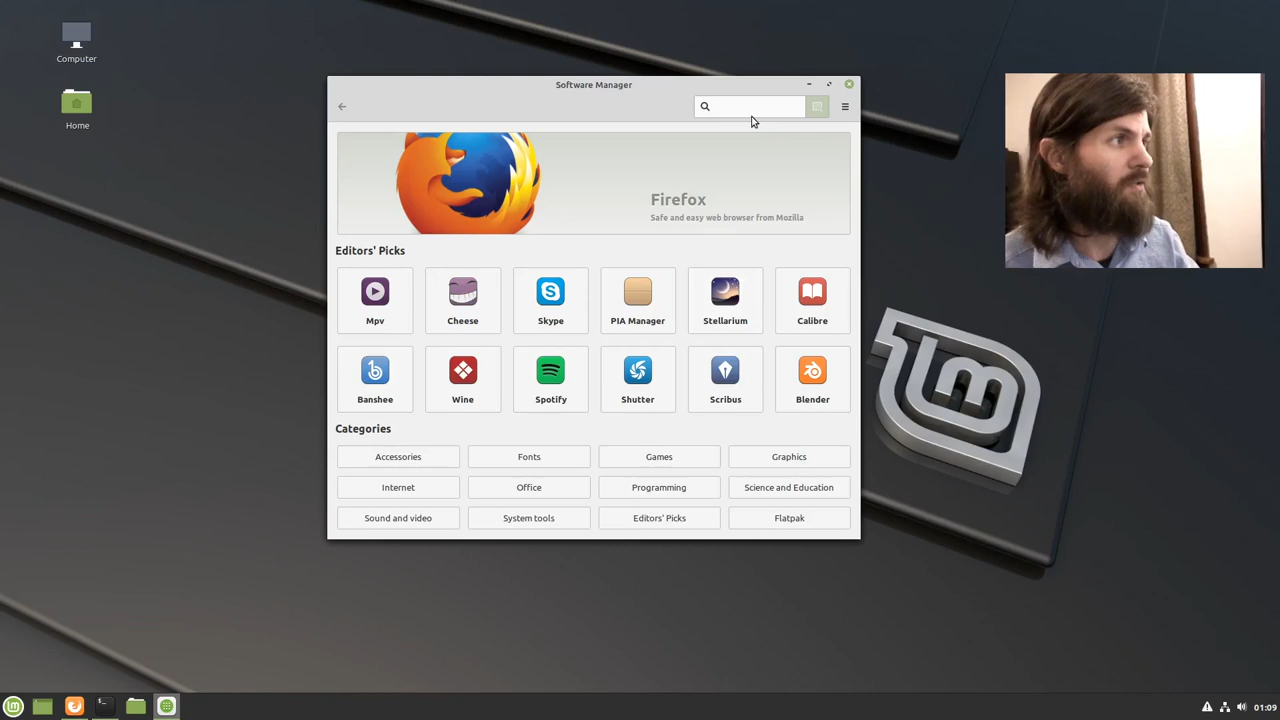 Computer
Home
Software Manager
Firefox
Safe and easy web browser from Mozilla
Editors' Picks
Mpv
Cheese
Skype
PIA Manager
Stellarium
Calibre
Banshee
Wine
Spotify
Shutter
Scribus
Blender
Categories
Accessories
Fonts
Games
Graphics
Internet
Office
Programming
Science and Education
Sound and video
System tools
Editors' Picks
Flatpak
01:09